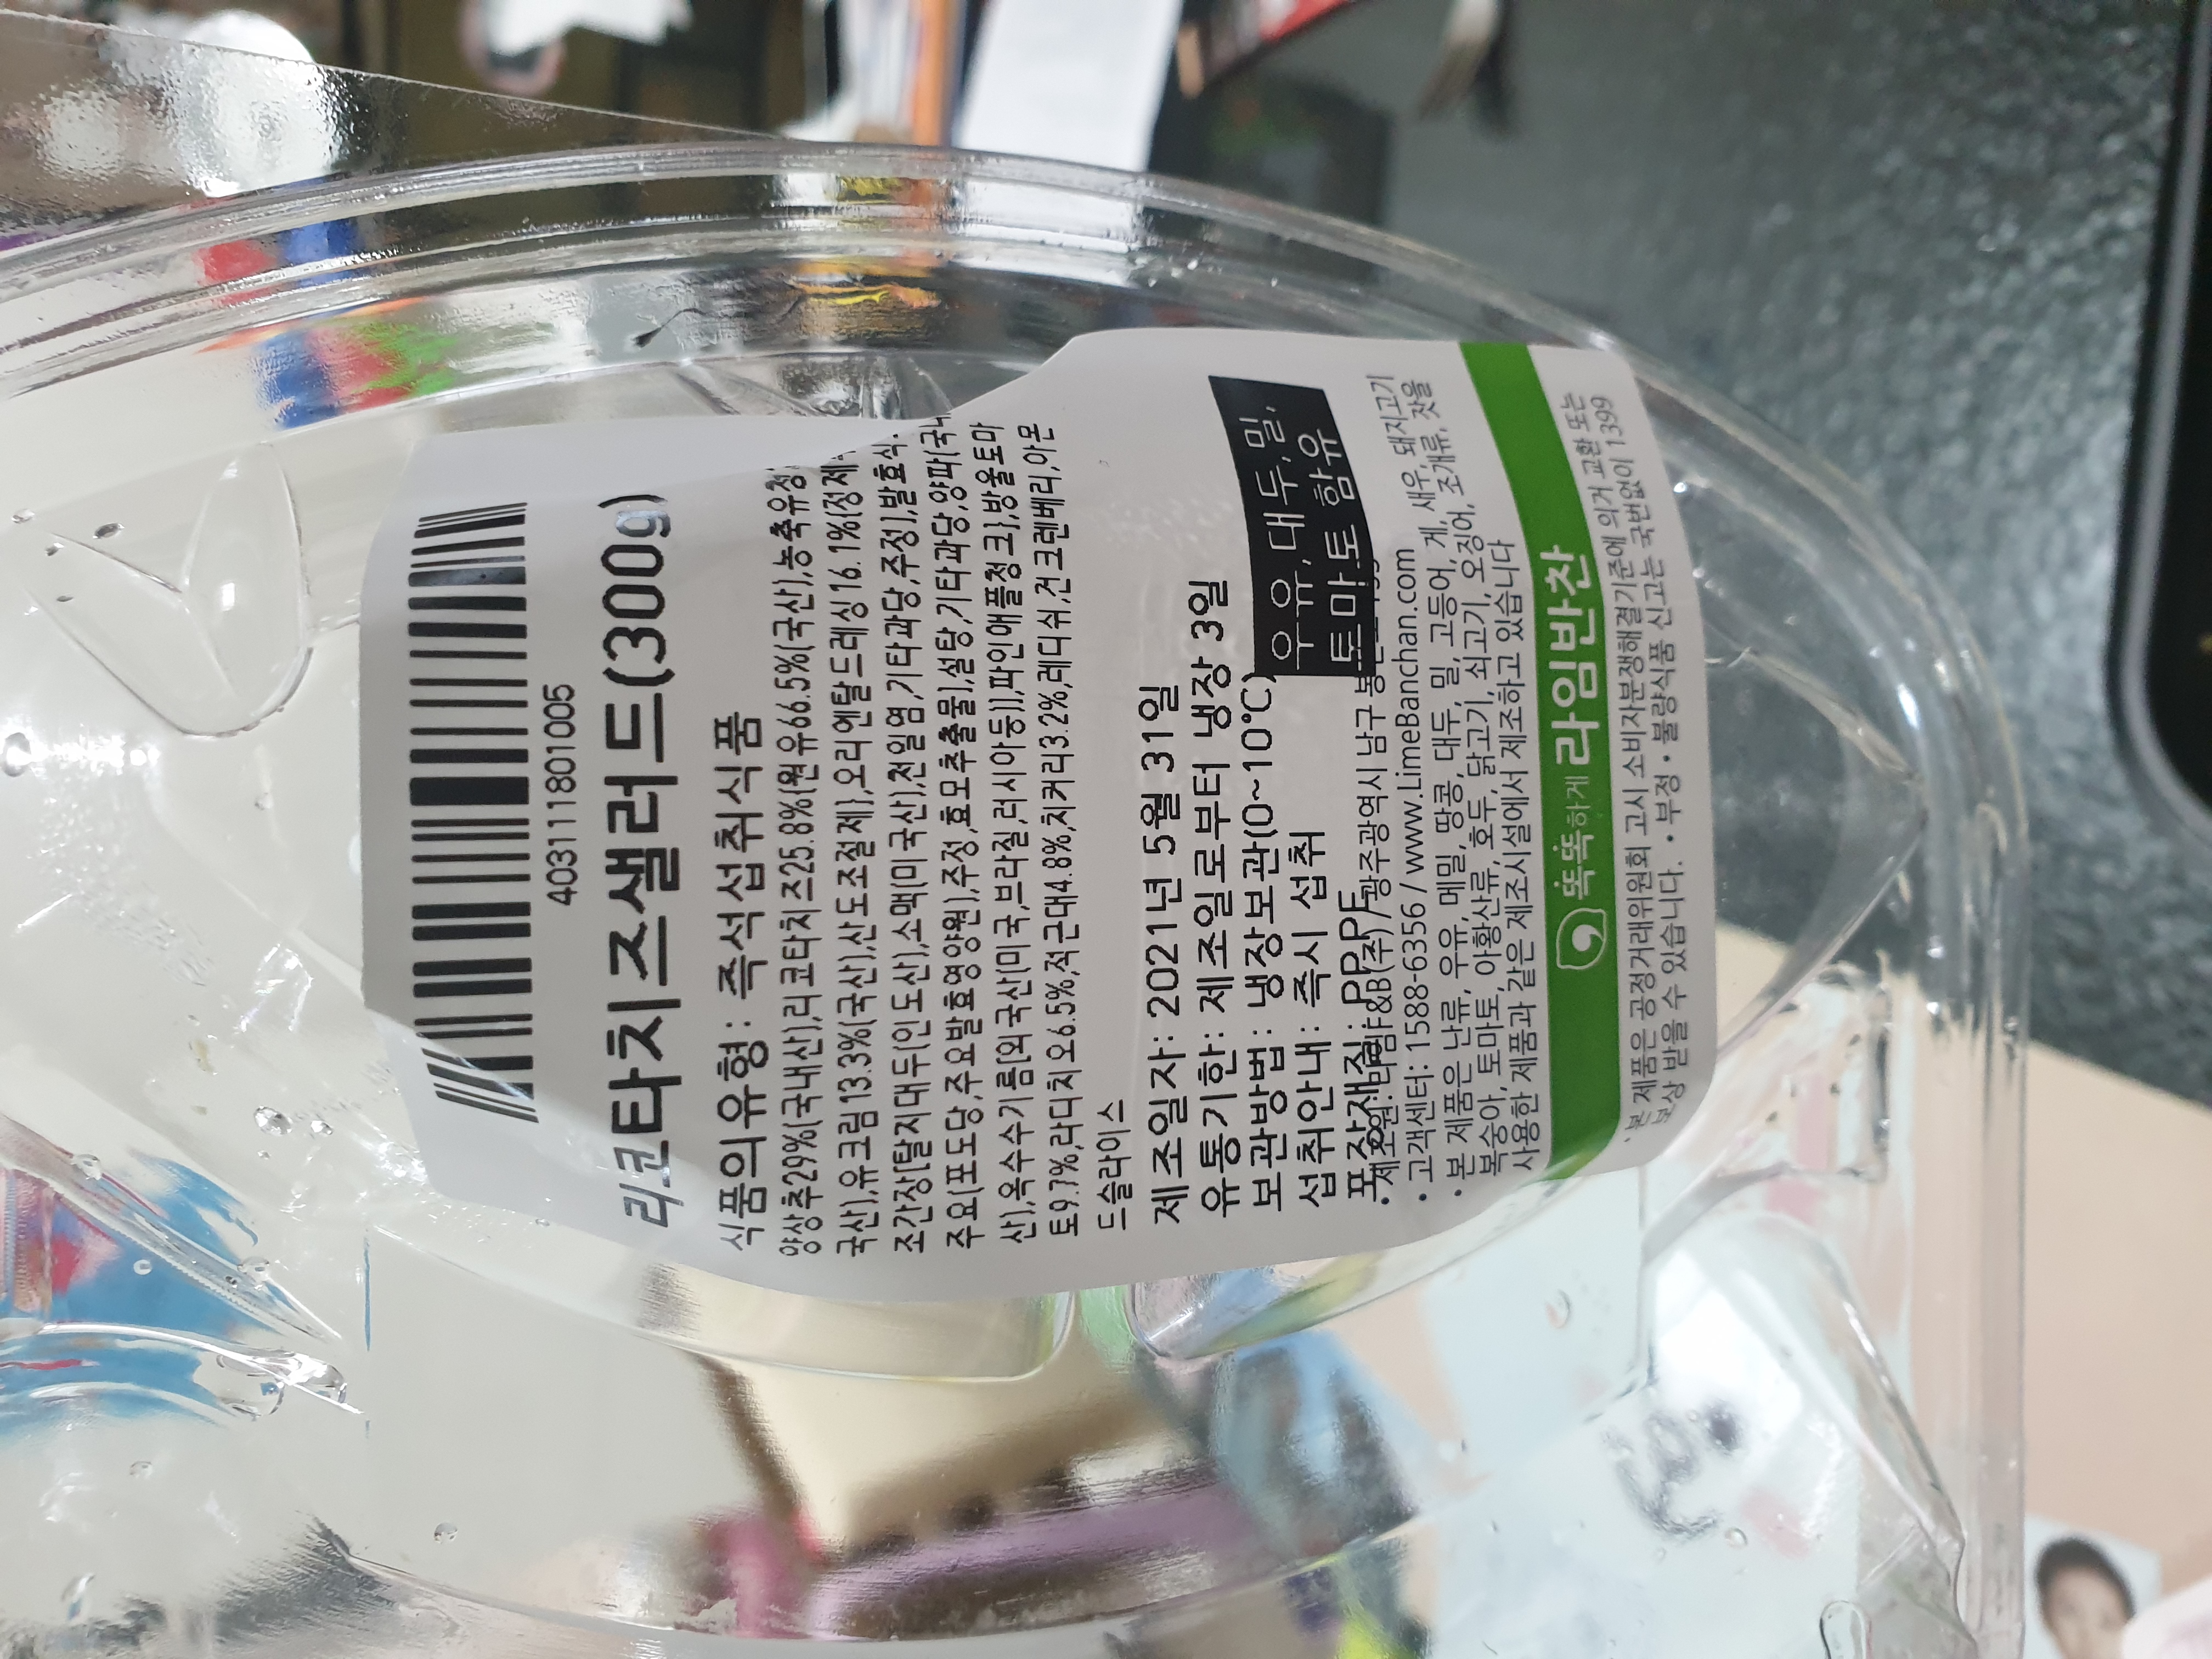 4031111801005
리코타치즈샐러드(300g)
식품의유형: 즉석섭취식품
양상추29%(국내산),리코타치즈25.8%{원유66.5%(국산),농축유청
국산),유크림13.3%(국산),산도조절제},오리엔탈드레싱16.1%{정제
조간장[탈지대두(인도산),소맥(미국산),천일염,기타과당,주정],발효식
주요(포도당,주요발효영양원),주정,효모추출물],설탕,기타과당,양파(국내
산),옥수수기름[외국산(미국,브라질,러시아등)],파인애플청크},방울토마
토9.7%,라디치오6.5%,적근대4.8%,치커리3.2%,레디쉬,건크렌베리,아몬
드슬라이스
제조일자: 2021년 5월 31일
유통기한: 제조일로부터 냉장 3일
보관방법: 냉장보관(0~10℃)
섭취안내: 즉시 섭취
포장재질: PP,PE
우유,대두,밀,
토마토 함유
&B(주)/광주광역시 남구
· 고객센터: 1588-6356 / www.LimeBanchan.com
· 본 제품은 난류, 우유, 메밀, 땅콩, 대두, 밀, 고등어, 게, 새우, 돼지고기
복숭아, 토마토, 아황산류, 호두, 닭고기, 쇠고기, 오징어, 조개류, 잣을
사용한 제품과 같은 제조시설에서 제조하고 있습니다
똑똑하게 라임반찬
· 본 제품은 공정거래위원회 고시 소비자분쟁해결기준에 의거 교환 또는
보상 받을 수 있습니다. · 부정 · 불량식품 신고는 국번없이 1399